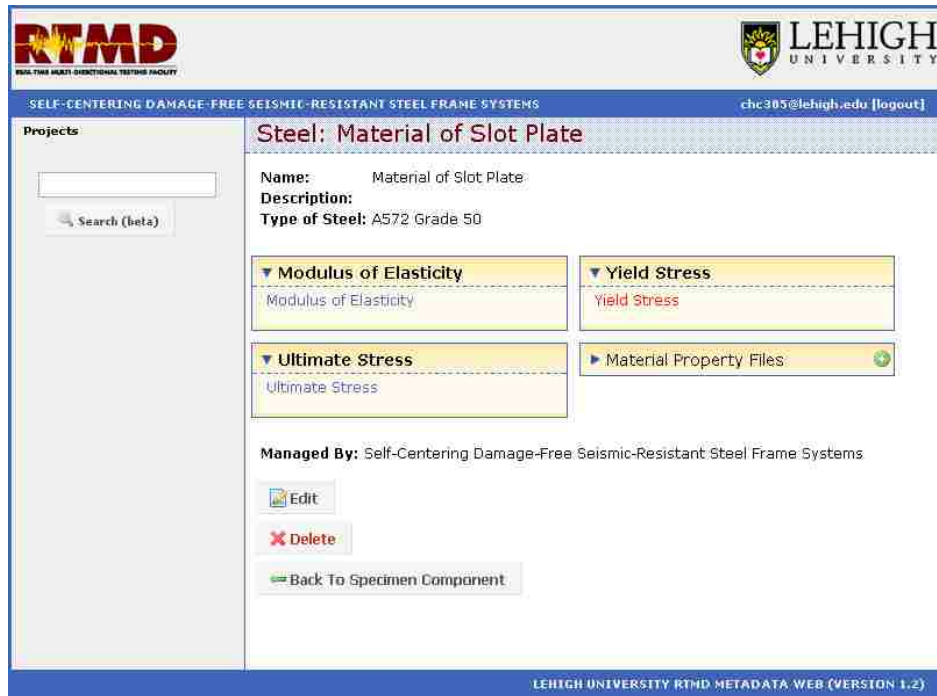 RTMD
REAL-TIME MULTI-DIRECTIONAL TESTING FACILITY
LEHIGH
UNIVERSITY
SELF-CENTERING DAMAGE-FREE SEISMIC-RESISTANT STEEL FRAME SYSTEMS
chc305@lehigh.edu [logout]
Projects
Search (beta)
Steel: Material of Slot Plate
Name: Material of Slot Plate
Description:
Type of Steel: A572 Grade 50
Modulus of Elasticity
Modulus of Elasticity
Yield Stress
Yield Stress
Ultimate Stress
Ultimate Stress
Material Property Files
Managed By: Self-Centering Damage-Free Seismic-Resistant Steel Frame Systems
Edit
Delete
Back To Specimen Component
LEHIGH UNIVERSITY RTMD METADATA WEB (VERSION 1.2)